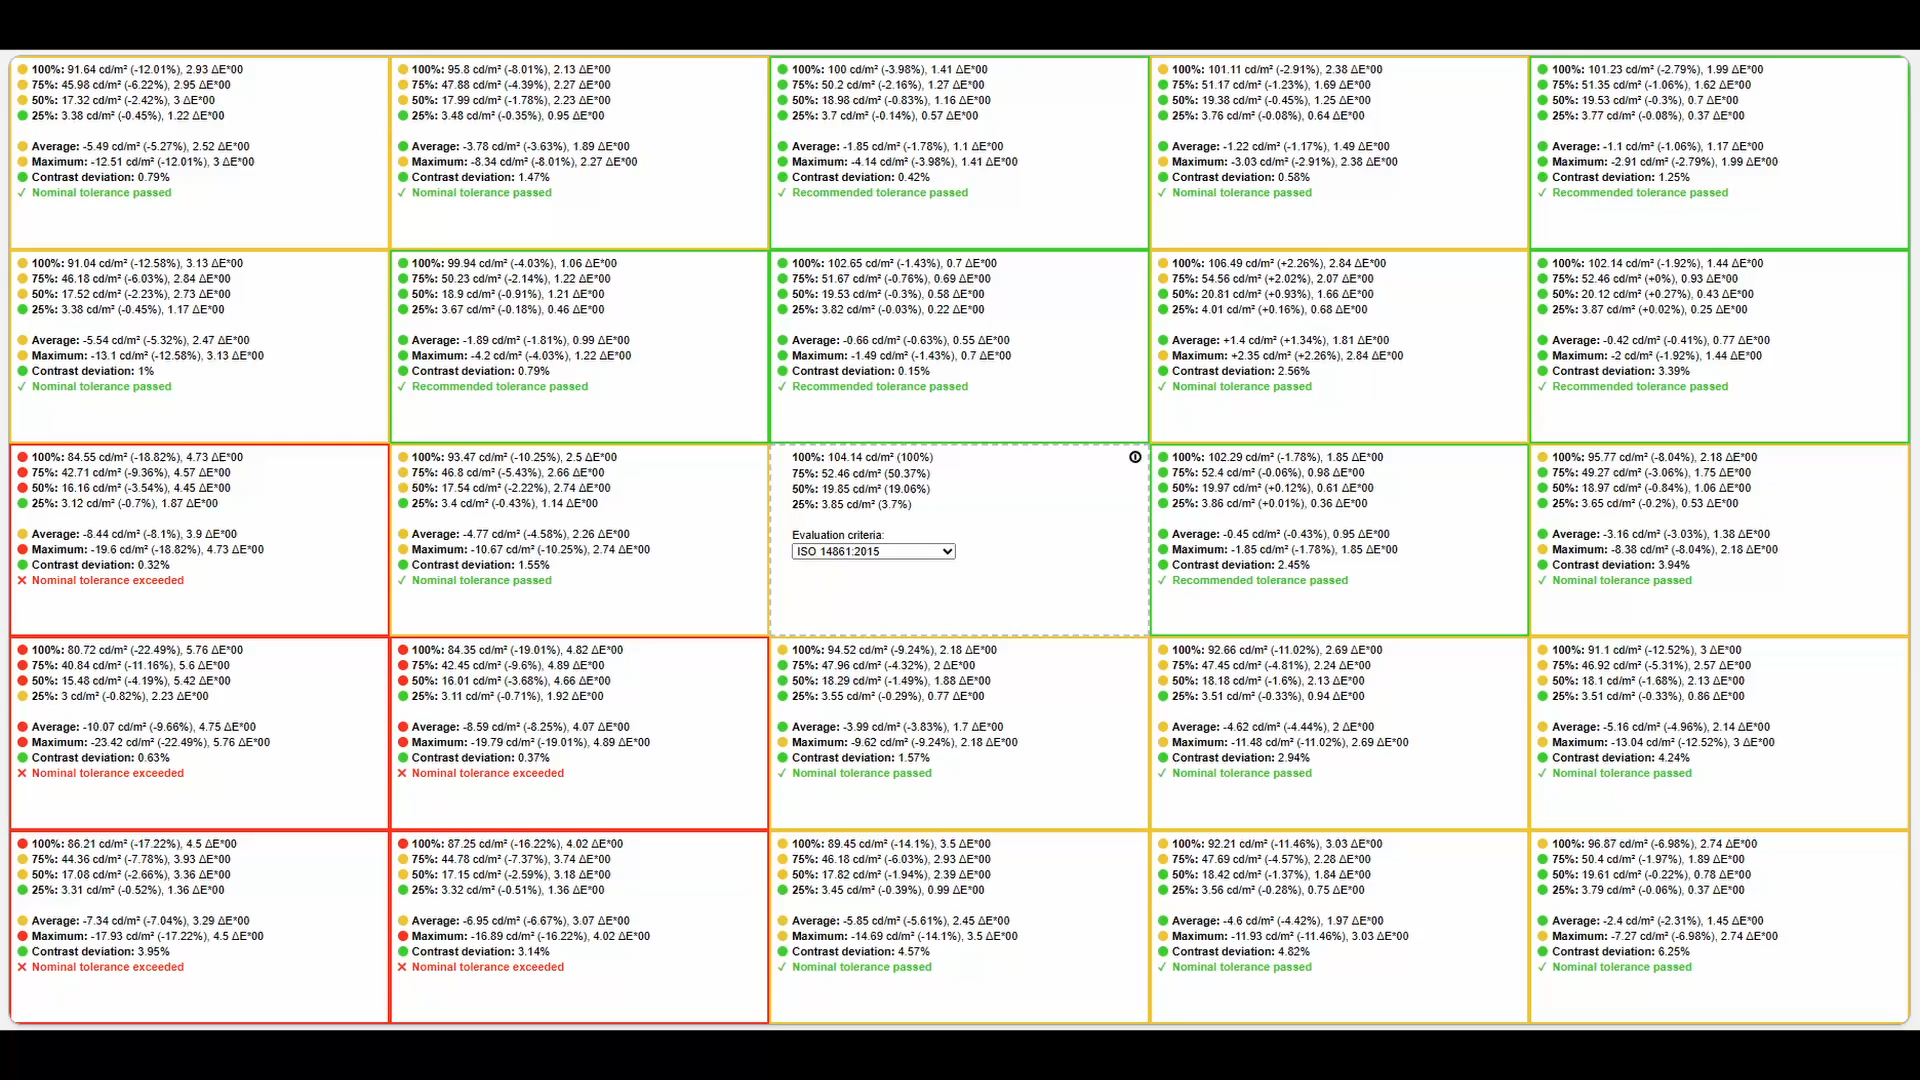 100%: 91.64 cd/m² (-12.01%), 2.93 ΔE*00
75%: 45.98 cd/m² (-6.22%), 2.95 ΔE*00
50%: 17.32 cd/m² (-2.42%), 3 ΔE*00
25%: 3.38 cd/m² (-0.45%), 1.22 ΔE*00
Average: -5.49 cd/m² (-5.27%), 2.52 ΔE*00
Maximum: -12.51 cd/m² (-12.01%), 3 ΔE*00
Contrast deviation: 0.79%
✓ Nominal tolerance passed
100%: 95.8 cd/m² (-8.01%), 2.13 ΔE*00
75%: 47.88 cd/m² (-4.39%), 2.27 ΔE*00
50%: 17.99 cd/m² (-1.78%), 2.23 ΔE*00
25%: 3.48 cd/m² (-0.35%), 0.95 ΔE*00
Average: -3.78 cd/m² (-3.63%), 1.89 ΔE*00
Maximum: -8.34 cd/m² (-8.01%), 2.27 ΔE*00
Contrast deviation: 1.47%
✓ Nominal tolerance passed
100%: 100 cd/m² (-3.98%), 1.41 ΔE*00
75%: 50.2 cd/m² (-2.16%), 1.27 ΔE*00
50%: 18.98 cd/m² (-0.83%), 1.16 ΔE*00
25%: 3.7 cd/m² (-0.14%), 0.57 ΔE*00
Average: -1.85 cd/m² (-1.78%), 1.1 ΔE*00
Maximum: -4.14 cd/m² (-3.98%), 1.41 ΔE*00
Contrast deviation: 0.42%
✓ Recommended tolerance passed
100%: 101.11 cd/m² (-2.91%), 2.38 ΔE*00
75%: 51.17 cd/m² (-1.23%), 1.69 ΔE*00
50%: 19.38 cd/m² (-0.45%), 1.25 ΔE*00
25%: 3.76 cd/m² (-0.08%), 0.64 ΔE*00
Average: -1.22 cd/m² (-1.17%), 1.49 ΔE*00
Maximum: -3.03 cd/m² (-2.91%), 2.38 ΔE*00
Contrast deviation: 0.58%
✓ Nominal tolerance passed
100%: 101.23 cd/m² (-2.79%), 1.99 ΔE*00
75%: 51.35 cd/m² (-1.06%), 1.62 ΔE*00
50%: 19.53 cd/m² (-0.3%), 0.7 ΔE*00
25%: 3.77 cd/m² (-0.08%), 0.37 ΔE*00
Average: -1.1 cd/m² (-1.06%), 1.17 ΔE*00
Maximum: -2.91 cd/m² (-2.79%), 1.99 ΔE*00
Contrast deviation: 1.25%
✓ Recommended tolerance passed
100%: 91.04 cd/m² (-12.58%), 3.13 ΔE*00
75%: 46.18 cd/m² (-6.03%), 2.84 ΔE*00
50%: 17.52 cd/m² (-2.23%), 2.73 ΔE*00
25%: 3.38 cd/m² (-0.45%), 1.17 ΔE*00
Average: -5.54 cd/m² (-5.32%), 2.47 ΔE*00
Maximum: -13.1 cd/m² (-12.58%), 3.13 ΔE*00
Contrast deviation: 1%
✓ Nominal tolerance passed
100%: 99.94 cd/m² (-4.03%), 1.06 ΔE*00
75%: 50.23 cd/m² (-2.14%), 1.22 ΔE*00
50%: 18.9 cd/m² (-0.91%), 1.21 ΔE*00
25%: 3.67 cd/m² (-0.18%), 0.46 ΔE*00
Average: -1.89 cd/m² (-1.81%), 0.99 ΔE*00
Maximum: -4.2 cd/m² (-4.03%), 1.22 ΔE*00
Contrast deviation: 0.79%
✓ Recommended tolerance passed
100%: 102.65 cd/m² (-1.43%), 0.7 ΔE*00
75%: 51.67 cd/m² (-0.76%), 0.69 ΔE*00
50%: 19.53 cd/m² (-0.3%), 0.58 ΔE*00
25%: 3.82 cd/m² (-0.03%), 0.22 ΔE*00
Average: -0.66 cd/m² (-0.63%), 0.55 ΔE*00
Maximum: -1.49 cd/m² (-1.43%), 0.7 ΔE*00
Contrast deviation: 0.15%
✓ Recommended tolerance passed
100%: 106.49 cd/m² (+2.26%), 2.84 ΔE*00
75%: 54.56 cd/m² (+2.02%), 2.07 ΔE*00
50%: 20.81 cd/m² (+0.93%), 1.66 ΔE*00
25%: 4.01 cd/m² (+0.16%), 0.68 ΔE*00
Average: +1.4 cd/m² (+1.34%), 1.81 ΔE*00
Maximum: +2.35 cd/m² (+2.26%), 2.84 ΔE*00
Contrast deviation: 2.56%
✓ Nominal tolerance passed
100%: 102.14 cd/m² (-1.92%), 1.44 ΔE*00
75%: 52.46 cd/m² (+0%), 0.93 ΔE*00
50%: 20.12 cd/m² (+0.27%), 0.43 ΔE*00
25%: 3.87 cd/m² (+0.02%), 0.25 ΔE*00
Average: -0.42 cd/m² (-0.41%), 0.77 ΔE*00
Maximum: -2 cd/m² (-1.92%), 1.44 ΔE*00
Contrast deviation: 3.39%
✓ Recommended tolerance passed
100%: 84.55 cd/m² (-18.82%), 4.73 ΔE*00
75%: 42.71 cd/m² (-9.36%), 4.57 ΔE*00
50%: 16.16 cd/m² (-3.54%), 4.45 ΔE*00
25%: 3.12 cd/m² (-0.7%), 1.87 ΔE*00
Average: -8.44 cd/m² (-8.1%), 3.9 ΔE*00
Maximum: -19.6 cd/m² (-18.82%), 4.73 ΔE*00
Contrast deviation: 0.32%
✕ Nominal tolerance exceeded
100%: 93.47 cd/m² (-10.25%), 2.5 ΔE*00
75%: 46.8 cd/m² (-5.43%), 2.66 ΔE*00
50%: 17.54 cd/m² (-2.22%), 2.74 ΔE*00
25%: 3.4 cd/m² (-0.43%), 1.14 ΔE*00
Average: -4.77 cd/m² (-4.58%), 2.26 ΔE*00
Maximum: -10.67 cd/m² (-10.25%), 2.74 ΔE*00
Contrast deviation: 1.55%
✓ Nominal tolerance passed
100%: 104.14 cd/m² (100%)
75%: 52.46 cd/m² (50.37%)
50%: 19.85 cd/m² (19.06%)
25%: 3.85 cd/m² (3.7%)
Evaluation criteria:
ISO 14861:2015
100%: 102.29 cd/m² (-1.78%), 1.85 ΔE*00
75%: 52.4 cd/m² (-0.06%), 0.98 ΔE*00
50%: 19.97 cd/m² (+0.12%), 0.61 ΔE*00
25%: 3.86 cd/m² (+0.01%), 0.36 ΔE*00
Average: -0.45 cd/m² (-0.43%), 0.95 ΔE*00
Maximum: -1.85 cd/m² (-1.78%), 1.85 ΔE*00
Contrast deviation: 2.45%
✓ Recommended tolerance passed
100%: 95.77 cd/m² (-8.04%), 2.18 ΔE*00
75%: 49.27 cd/m² (-3.06%), 1.75 ΔE*00
50%: 18.97 cd/m² (-0.84%), 1.06 ΔE*00
25%: 3.65 cd/m² (-0.2%), 0.53 ΔE*00
Average: -3.16 cd/m² (-3.03%), 1.38 ΔE*00
Maximum: -8.38 cd/m² (-8.04%), 2.18 ΔE*00
Contrast deviation: 3.94%
✓ Nominal tolerance passed
100%: 80.72 cd/m² (-22.49%), 5.76 ΔE*00
75%: 40.84 cd/m² (-11.16%), 5.6 ΔE*00
50%: 15.48 cd/m² (-4.19%), 5.42 ΔE*00
25%: 3 cd/m² (-0.82%), 2.23 ΔE*00
Average: -10.07 cd/m² (-9.66%), 4.75 ΔE*00
Maximum: -23.42 cd/m² (-22.49%), 5.76 ΔE*00
Contrast deviation: 0.63%
✕ Nominal tolerance exceeded
100%: 84.35 cd/m² (-19.01%), 4.82 ΔE*00
75%: 42.45 cd/m² (-9.6%), 4.89 ΔE*00
50%: 16.01 cd/m² (-3.68%), 4.66 ΔE*00
25%: 3.11 cd/m² (-0.71%), 1.92 ΔE*00
Average: -8.59 cd/m² (-8.25%), 4.07 ΔE*00
Maximum: -19.79 cd/m² (-19.01%), 4.89 ΔE*00
Contrast deviation: 0.37%
✕ Nominal tolerance exceeded
100%: 94.52 cd/m² (-9.24%), 2.18 ΔE*00
75%: 47.96 cd/m² (-4.32%), 2 ΔE*00
50%: 18.29 cd/m² (-1.49%), 1.88 ΔE*00
25%: 3.55 cd/m² (-0.29%), 0.77 ΔE*00
Average: -3.99 cd/m² (-3.83%), 1.7 ΔE*00
Maximum: -9.62 cd/m² (-9.24%), 2.18 ΔE*00
Contrast deviation: 1.57%
✓ Nominal tolerance passed
100%: 92.66 cd/m² (-11.02%), 2.69 ΔE*00
75%: 47.45 cd/m² (-4.81%), 2.24 ΔE*00
50%: 18.18 cd/m² (-1.6%), 2.13 ΔE*00
25%: 3.51 cd/m² (-0.33%), 0.94 ΔE*00
Average: -4.62 cd/m² (-4.44%), 2 ΔE*00
Maximum: -11.48 cd/m² (-11.02%), 2.69 ΔE*00
Contrast deviation: 2.94%
✓ Nominal tolerance passed
100%: 91.1 cd/m² (-12.52%), 3 ΔE*00
75%: 46.92 cd/m² (-5.31%), 2.57 ΔE*00
50%: 18.1 cd/m² (-1.68%), 2.13 ΔE*00
25%: 3.51 cd/m² (-0.33%), 0.86 ΔE*00
Average: -5.16 cd/m² (-4.96%), 2.14 ΔE*00
Maximum: -13.04 cd/m² (-12.52%), 3 ΔE*00
Contrast deviation: 4.24%
✓ Nominal tolerance passed
100%: 86.21 cd/m² (-17.22%), 4.5 ΔE*00
75%: 44.36 cd/m² (-7.78%), 3.93 ΔE*00
50%: 17.08 cd/m² (-2.66%), 3.36 ΔE*00
25%: 3.31 cd/m² (-0.52%), 1.36 ΔE*00
Average: -7.34 cd/m² (-7.04%), 3.29 ΔE*00
Maximum: -17.93 cd/m² (-17.22%), 4.5 ΔE*00
Contrast deviation: 3.95%
✕ Nominal tolerance exceeded
100%: 87.25 cd/m² (-16.22%), 4.02 ΔE*00
75%: 44.78 cd/m² (-7.37%), 3.74 ΔE*00
50%: 17.15 cd/m² (-2.59%), 3.18 ΔE*00
25%: 3.32 cd/m² (-0.51%), 1.36 ΔE*00
Average: -6.95 cd/m² (-6.67%), 3.07 ΔE*00
Maximum: -16.89 cd/m² (-16.22%), 4.02 ΔE*00
Contrast deviation: 3.14%
✕ Nominal tolerance exceeded
100%: 89.45 cd/m² (-14.1%), 3.5 ΔE*00
75%: 46.18 cd/m² (-6.03%), 2.93 ΔE*00
50%: 17.82 cd/m² (-1.94%), 2.39 ΔE*00
25%: 3.45 cd/m² (-0.39%), 0.99 ΔE*00
Average: -5.85 cd/m² (-5.61%), 2.45 ΔE*00
Maximum: -14.69 cd/m² (-14.1%), 3.5 ΔE*00
Contrast deviation: 4.57%
✓ Nominal tolerance passed
100%: 92.21 cd/m² (-11.46%), 3.03 ΔE*00
75%: 47.69 cd/m² (-4.57%), 2.28 ΔE*00
50%: 18.42 cd/m² (-1.37%), 1.84 ΔE*00
25%: 3.56 cd/m² (-0.28%), 0.75 ΔE*00
Average: -4.6 cd/m² (-4.42%), 1.97 ΔE*00
Maximum: -11.93 cd/m² (-11.46%), 3.03 ΔE*00
Contrast deviation: 4.82%
✓ Nominal tolerance passed
100%: 96.87 cd/m² (-6.98%), 2.74 ΔE*00
75%: 50.4 cd/m² (-1.97%), 1.89 ΔE*00
50%: 19.61 cd/m² (-0.22%), 0.78 ΔE*00
25%: 3.79 cd/m² (-0.06%), 0.37 ΔE*00
Average: -2.4 cd/m² (-2.31%), 1.45 ΔE*00
Maximum: -7.27 cd/m² (-6.98%), 2.74 ΔE*00
Contrast deviation: 6.25%
✓ Nominal tolerance passed